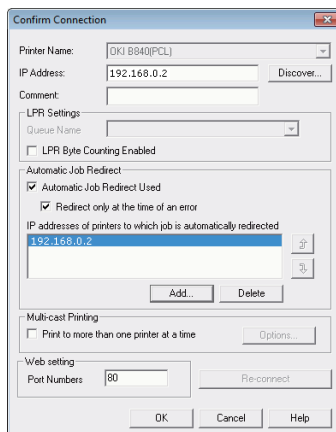 Confirm Connection
Printer Name: OKI B840(PCL)
IP Address: 192.168.0.2 Discover...
Comment:
LPR Settings
Queue Name
LPR Byte Counting Enabled
Automatic Job Redirect
Automatic Job Redirect Used
Redirect only at the time of an error
IP addresses of printers to which job is automatically redirected
192.168.0.2
Add... Delete
Multi-cast Printing
Print to more than one printer at a time Options...
Web setting
Port Numbers 80 Re-connect
OK Cancel Help